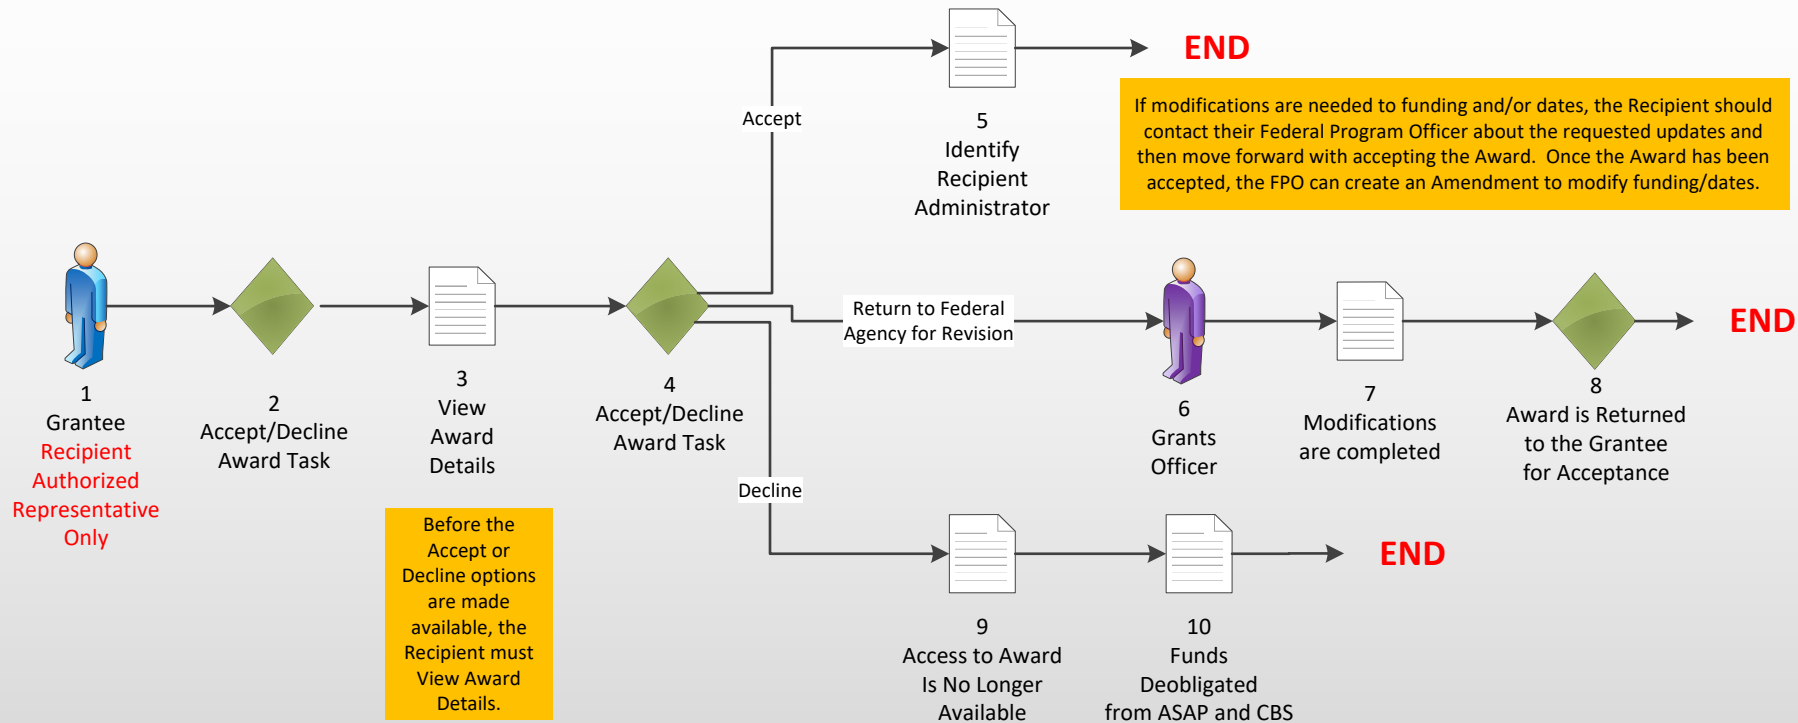 END
If modifications are needed to funding and/or dates, the Recipient should
contact their Federal Program Officer about the requested updates and
then move forward with accepting the Award.  Once the Award has been
accepted, the FPO can create an Amendment to modify funding/dates.
Accept
5
Identify
Recipient
Administrator
1
Grantee
Recipient
Authorized
Representative
Only
2
Accept/Decline
Award Task
3
View
Award
Details
Before the
Accept or
Decline options
are made
available, the
Recipient must
View Award
Details.
4
Accept/Decline
Award Task
Return to Federal
Agency for Revision
6
Grants
Officer
7
Modifications
are completed
8
Award is Returned
to the Grantee
for Acceptance
END
Decline
9
Access to Award
Is No Longer
Available
10
Funds
Deobligated
from ASAP and CBS
END